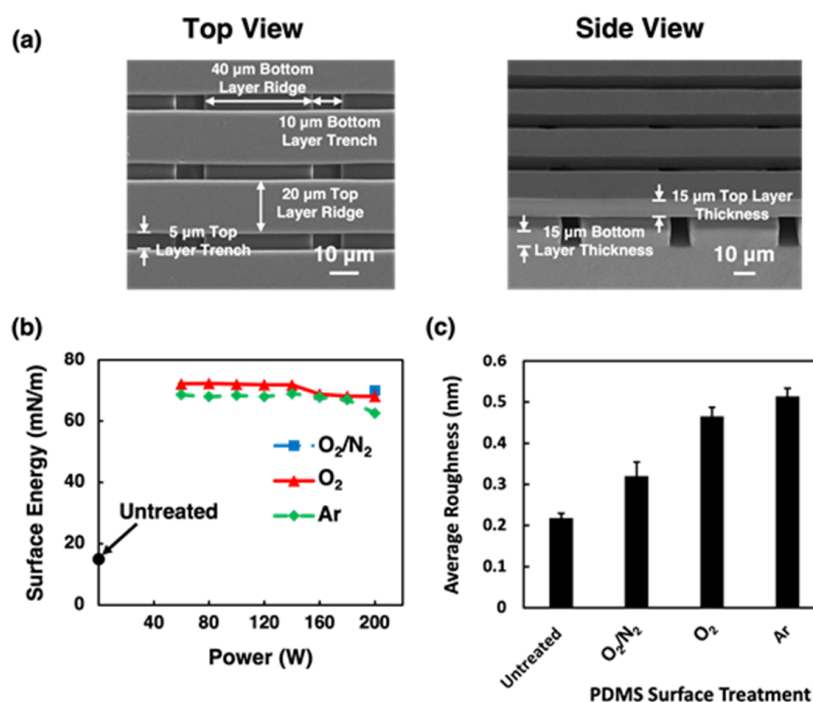 (a)
Top View
Side View
40 µm Bottom
Layer Ridge
10 µm Bottom
Layer Trench
20 µm Top
Layer Ridge
5 µm Top
Layer Trench
10 µm
15 µm Top Layer
Thickness
15 µm Bottom
Layer Thickness
10 µm
(b)
80
60
40
20
0
Surface Energy (mN/m)
Untreated
O₂/N₂
O₂
Ar
40
80
120
160
200
Power (W)
(c)
0.6
0.5
0.4
0.3
0.2
0.1
0
Average Roughness (nm)
Untreated
O₂/N₂
O₂
Ar
PDMS Surface Treatment